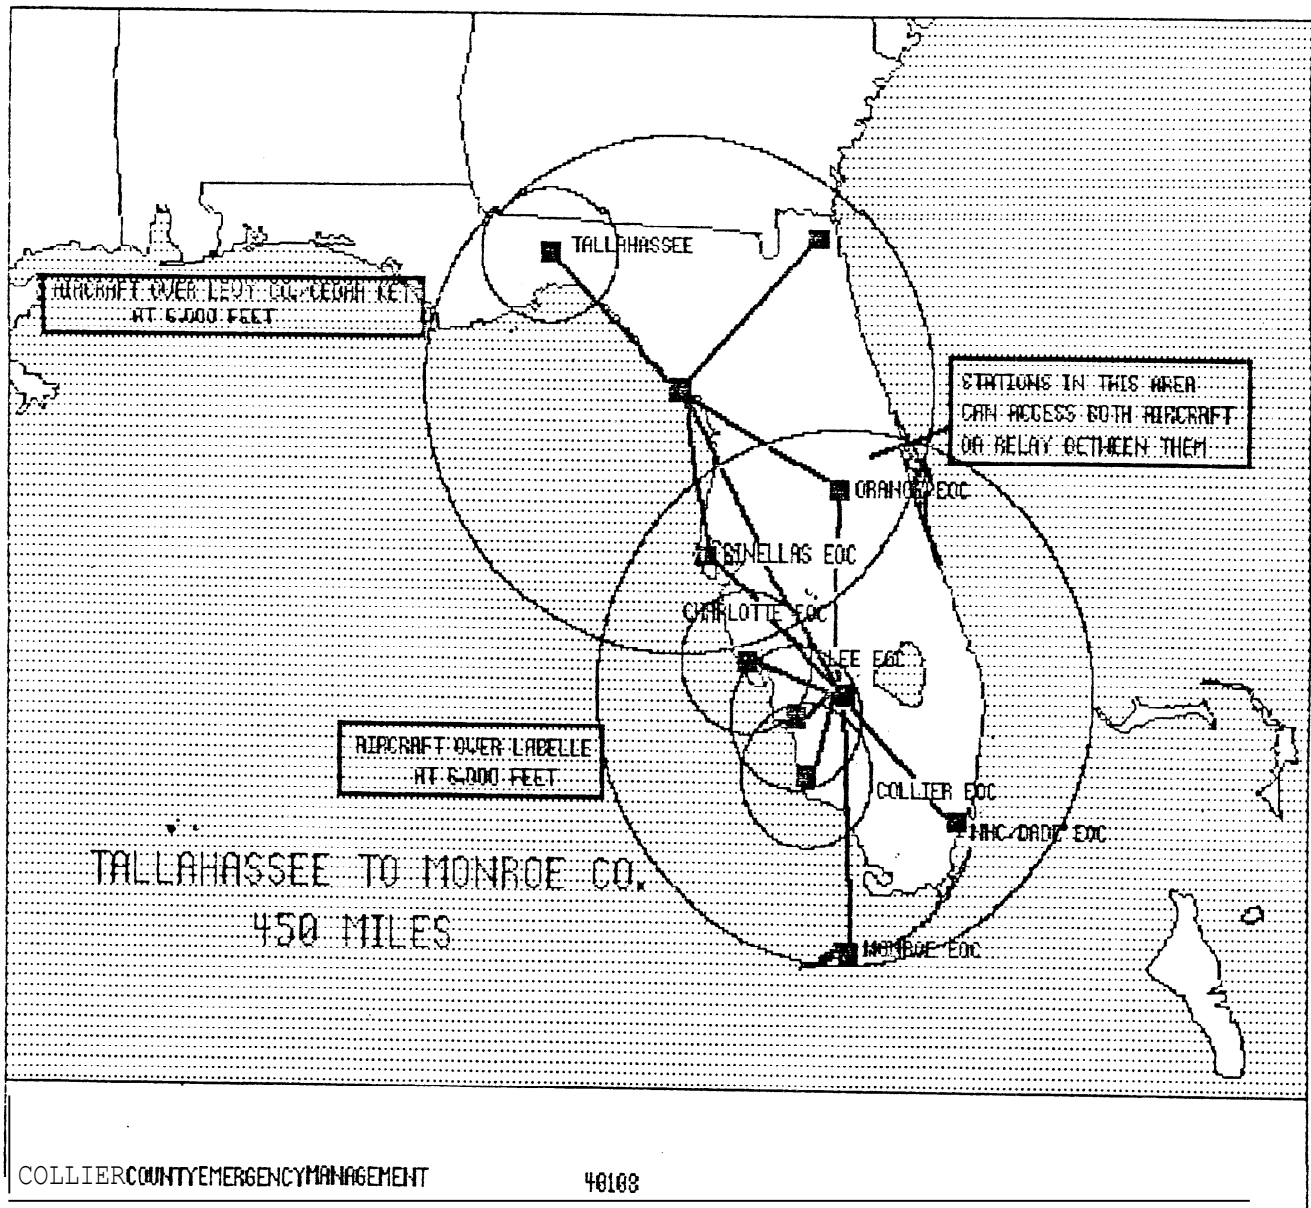 TALLAHASSEE
AIRCRAFT OVER LEVY CO./CEDAR KEY
AT 6,000 FEET
STATIONS IN THIS AREA
CAN ACCESS BOTH AIRCRAFT
OR RELAY BETWEEN THEM
ORANGE EOC
PINELLAS EOC
CHARLOTTE EOC
LEE EOC
AIRCRAFT OVER LABELLE
AT 6,000 FEET
COLLIER EOC
NHC/DADE EOC
TALLAHASSEE TO MONROE CO.
450 MILES
MONROE EOC
COLLIERCOUNTYEMERGENCYMANAGEMENT